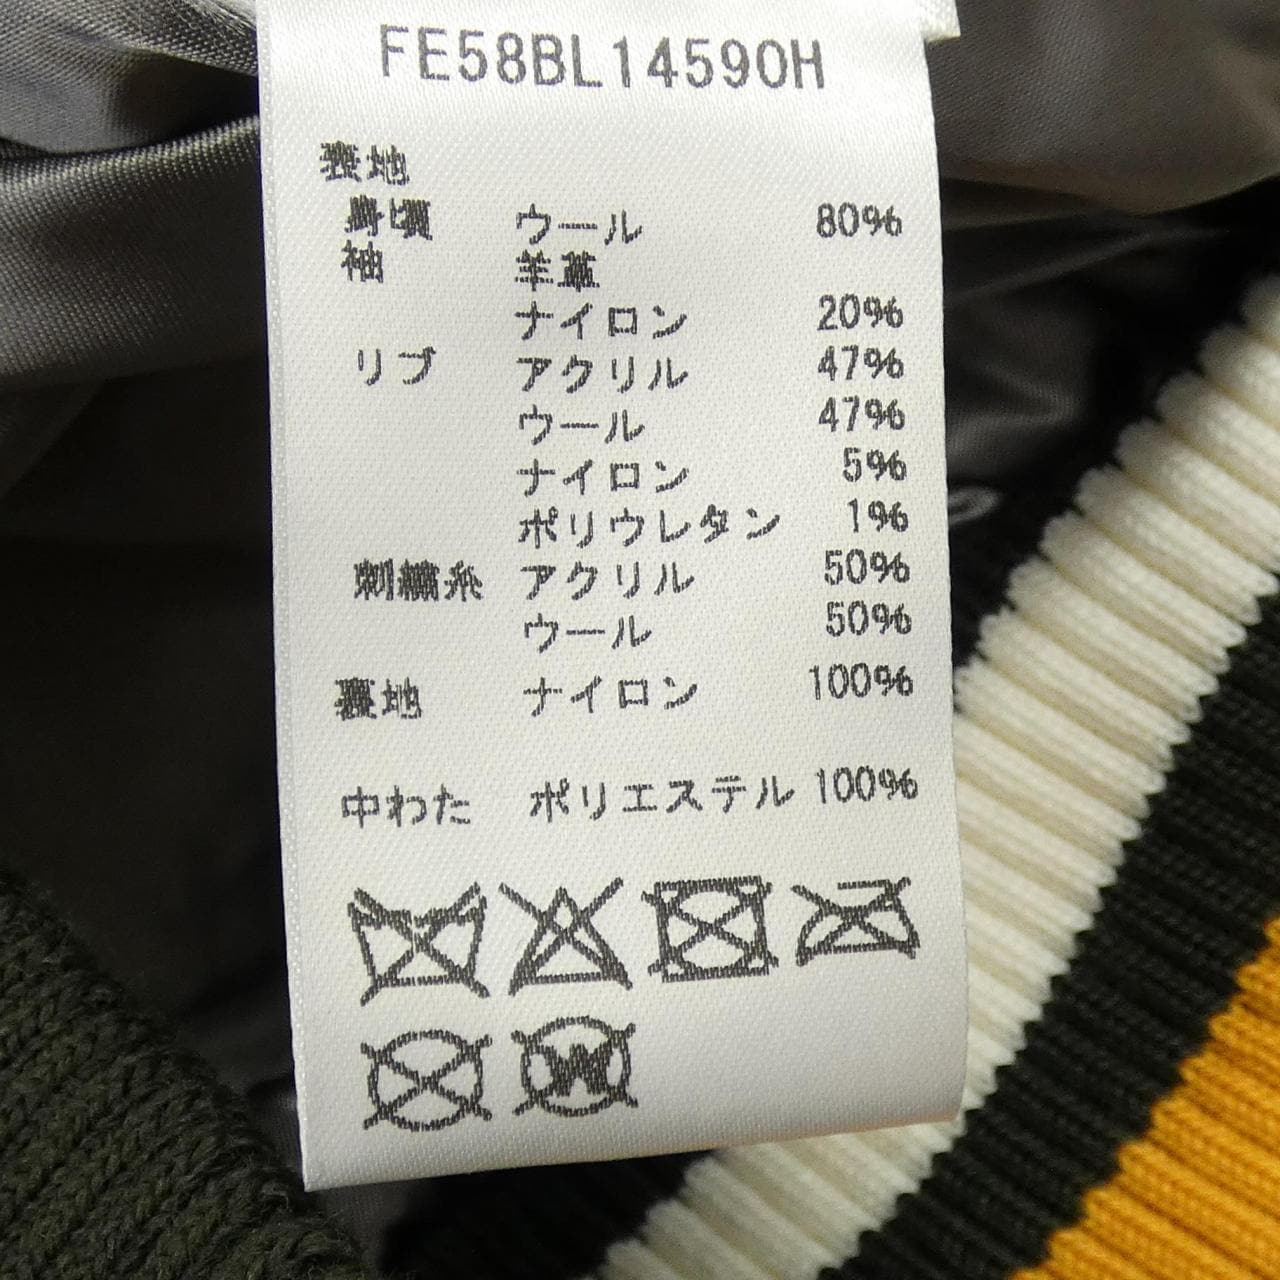 FE58BL14590H
表地
身頃 ウール 80%
袖 羊革
ナイロン 20%
リブ アクリル 47%
ウール 47%
ナイロン 5%
ポリウレタン 1%
刺繍糸 アクリル 50%
ウール 50%
裏地 ナイロン 100%
中わた ポリエステル 100%
W